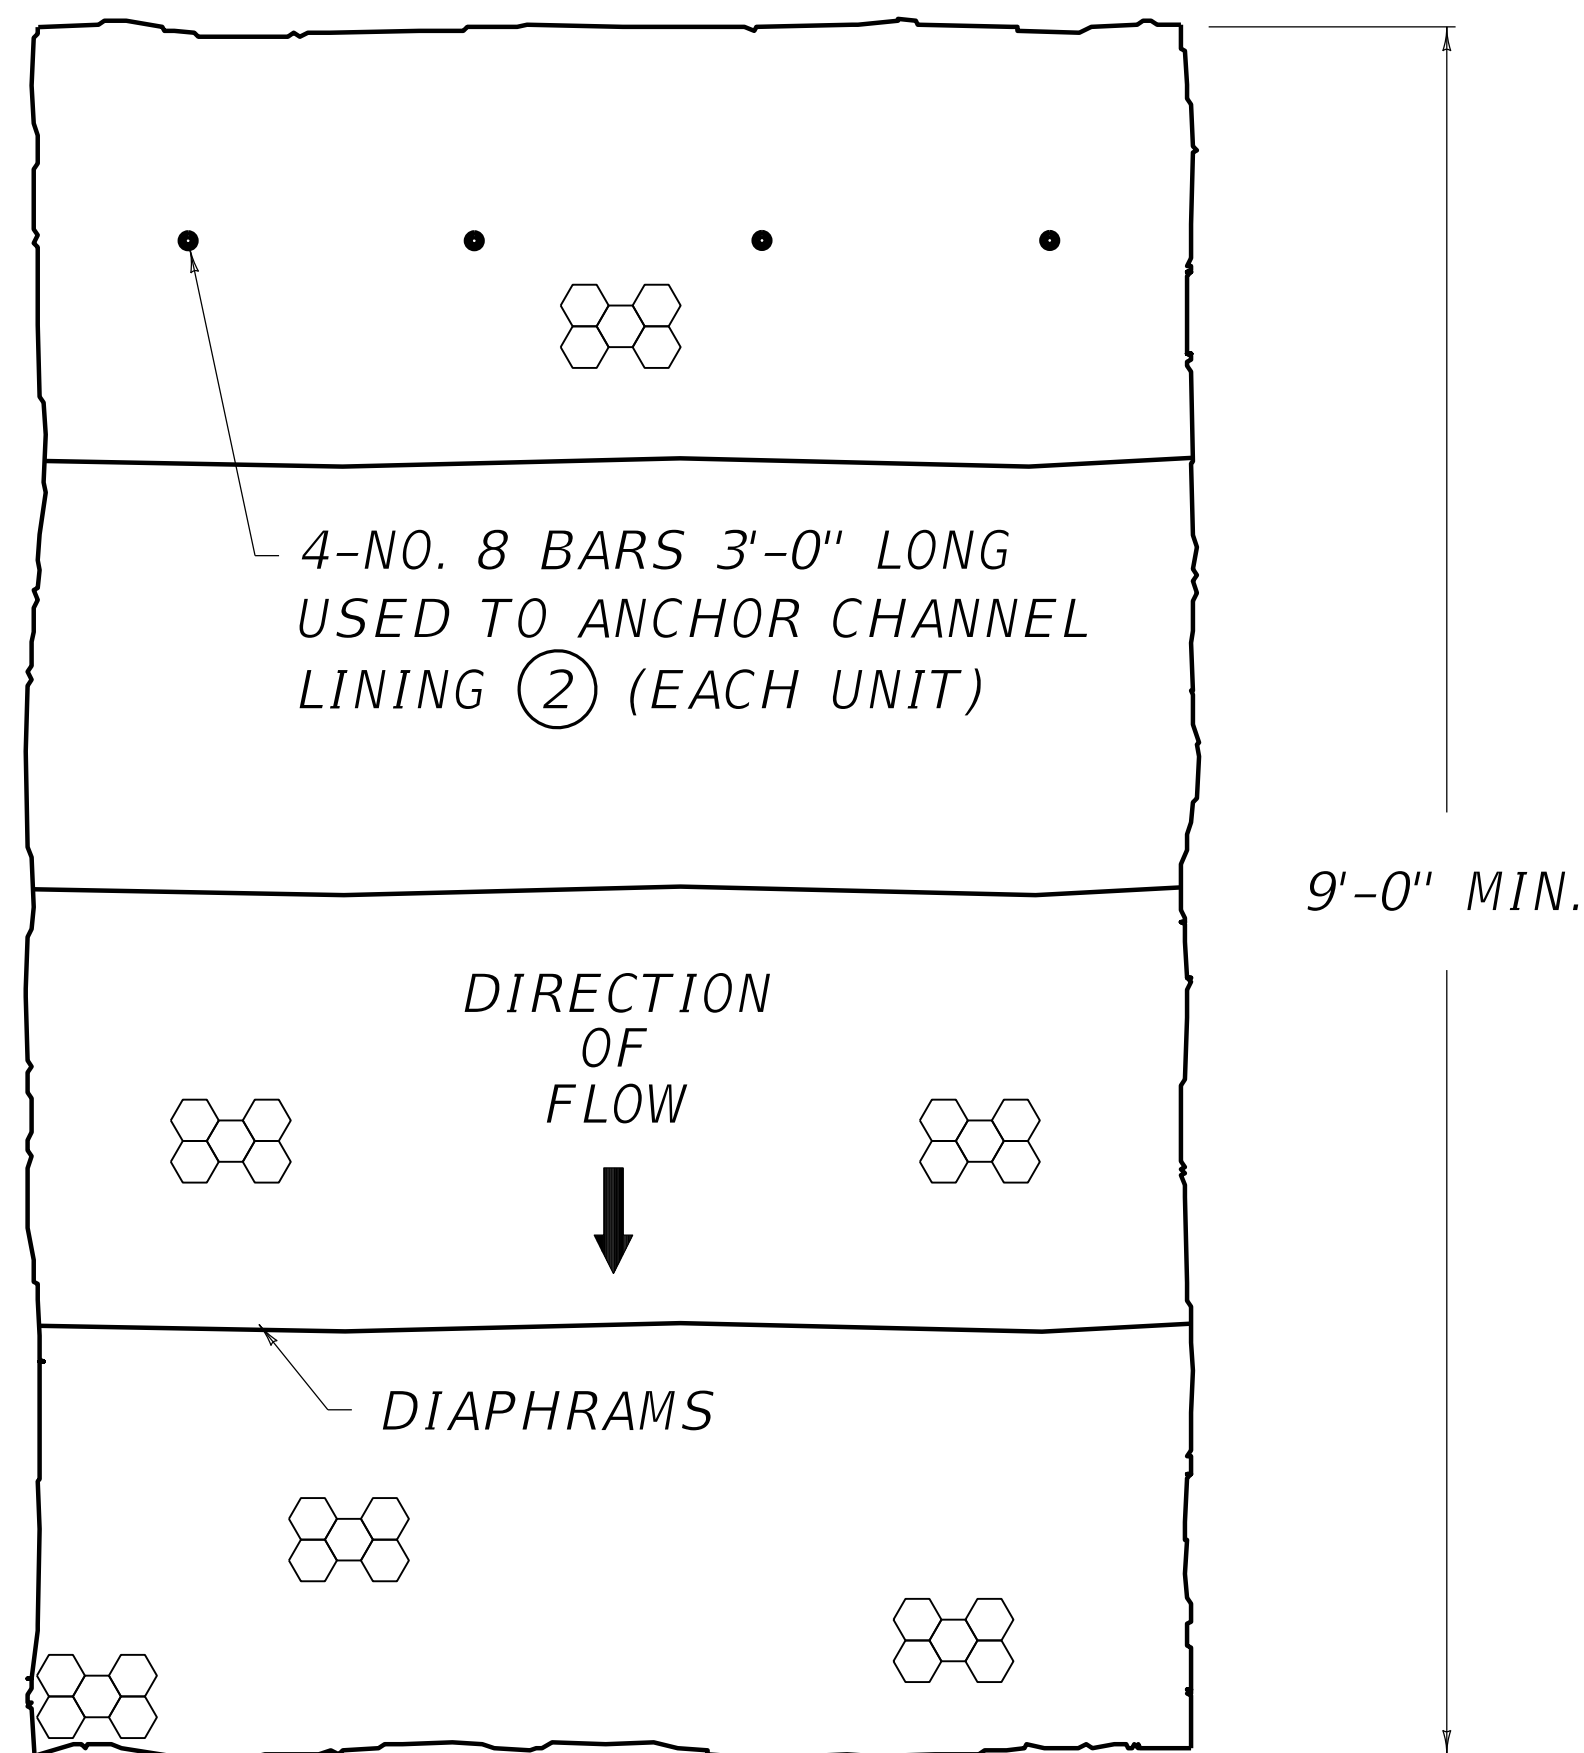 4-NO. 8 BARS 3'-0" LONG
USED TO ANCHOR CHANNEL
LINING 2 (EACH UNIT)
9'-0" MIN.
DIRECTION
OF
FLOW
DIAPHRAMS